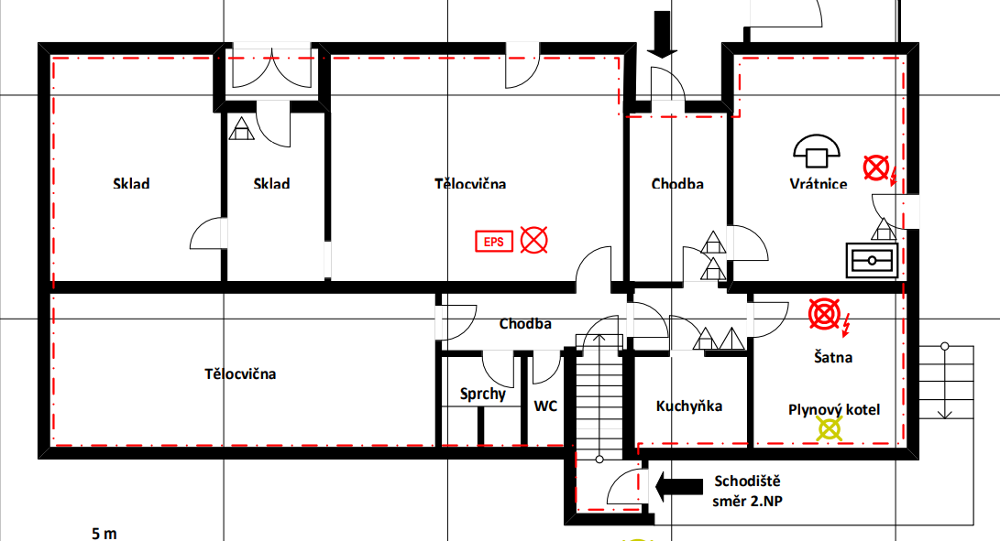 Sklad
Sklad
Tělocvična
Chodba
Vrátnice
EPS
Chodba
Šatna
Tělocvična
Sprchy
WC
Kuchyňka
Plynový kotel
Schodiště
směr 2.NP
5 m